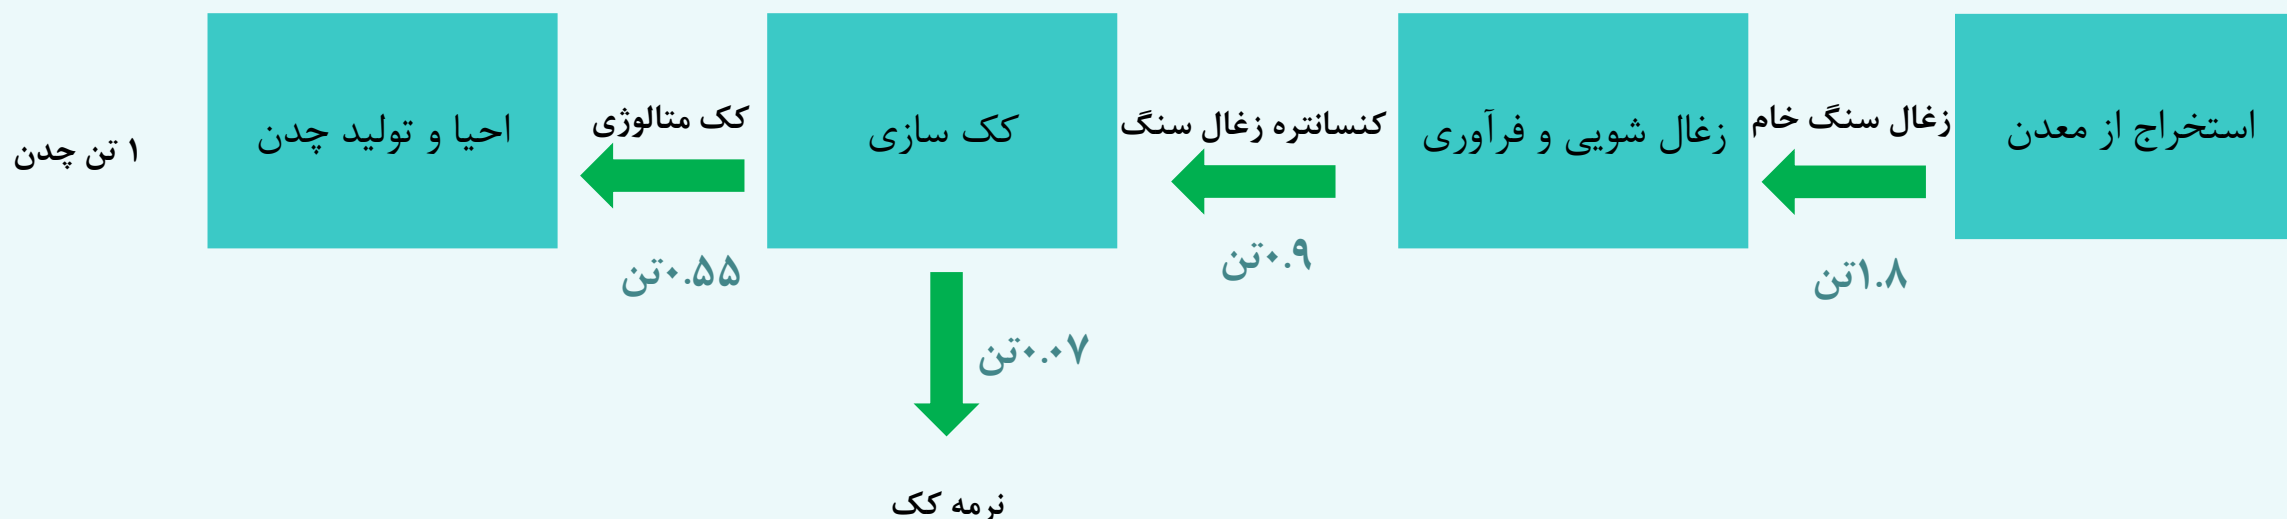 استخراج از معدن
زغال سنگ خام
۱.۸تن
زغال شویی و فرآوری
کنسانتره زغال سنگ
۰.۹تن
کک سازی
کک متالوژی
۰.۵۵تن
۰.۰۷تن
نرمه کک
احیا و تولید چدن
۱ تن چدن